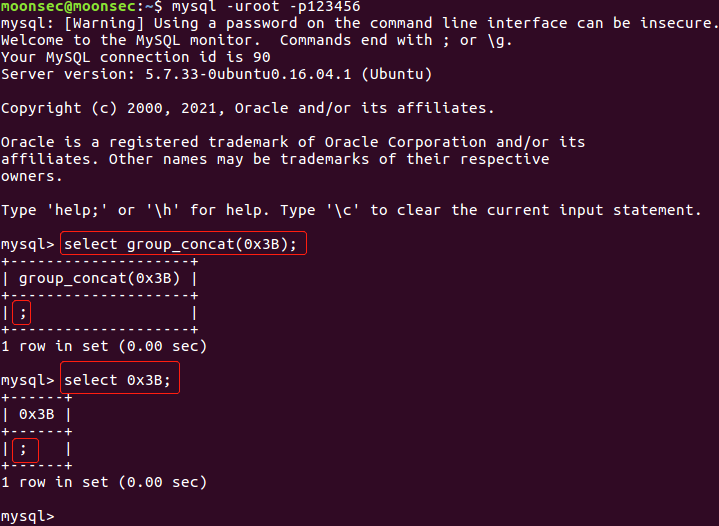 moonsec@moonsec:~$ mysql -uroot -p123456
mysql: [Warning] Using a password on the command line interface can be insecure.
Welcome to the MySQL monitor.  Commands end with ; or \g.
Your MySQL connection id is 90
Server version: 5.7.33-0ubuntu0.16.04.1 (Ubuntu)

Copyright (c) 2000, 2021, Oracle and/or its affiliates.

Oracle is a registered trademark of Oracle Corporation and/or its
affiliates. Other names may be trademarks of their respective
owners.

Type 'help;' or '\h' for help. Type '\c' to clear the current input statement.

mysql> select group_concat(0x3B);
+--------------------+
| group_concat(0x3B) |
+--------------------+
| ;                  |
+--------------------+
1 row in set (0.00 sec)

mysql> select 0x3B;
+------+
| 0x3B |
+------+
| ;    |
+------+
1 row in set (0.00 sec)

mysql>